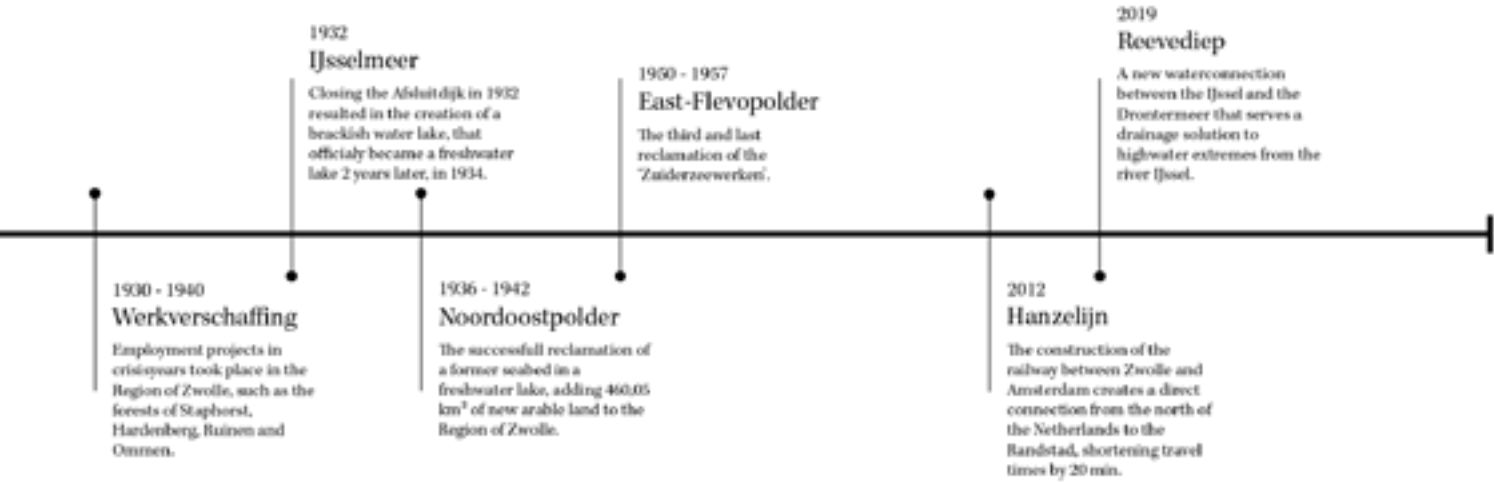 1930 - 1940
Werkverschaffing
Employment projects in
crisisyears took place in the
Region of Zwolle, such as the
forests of Staphorst,
Hardenberg, Ruinen and
Ommen.
1932
IJsselmeer
Closing the Afsluitdijk in 1932
resulted in the creation of a
brackish water lake, that
officialy became a freshwater
lake 2 years later, in 1934.
1936 - 1942
Noordoostpolder
The successfull reclamation of
a former seabed in a
freshwater lake, adding 460,05
km² of new arable land to the
Region of Zwolle.
1950 - 1957
East-Flevopolder
The third and last
reclamation of the
'Zuiderzeewerken'.
2012
Hanzelijn
The construction of the
railway between Zwolle and
Amsterdam creates a direct
connection from the north of
the Netherlands to the
Randstad, shortening travel
times by 20 min.
2019
Reevediep
A new waterconnection
between the IJssel and the
Drontermeer that serves a
drainage solution to
highwater extremes from the
river IJssel.